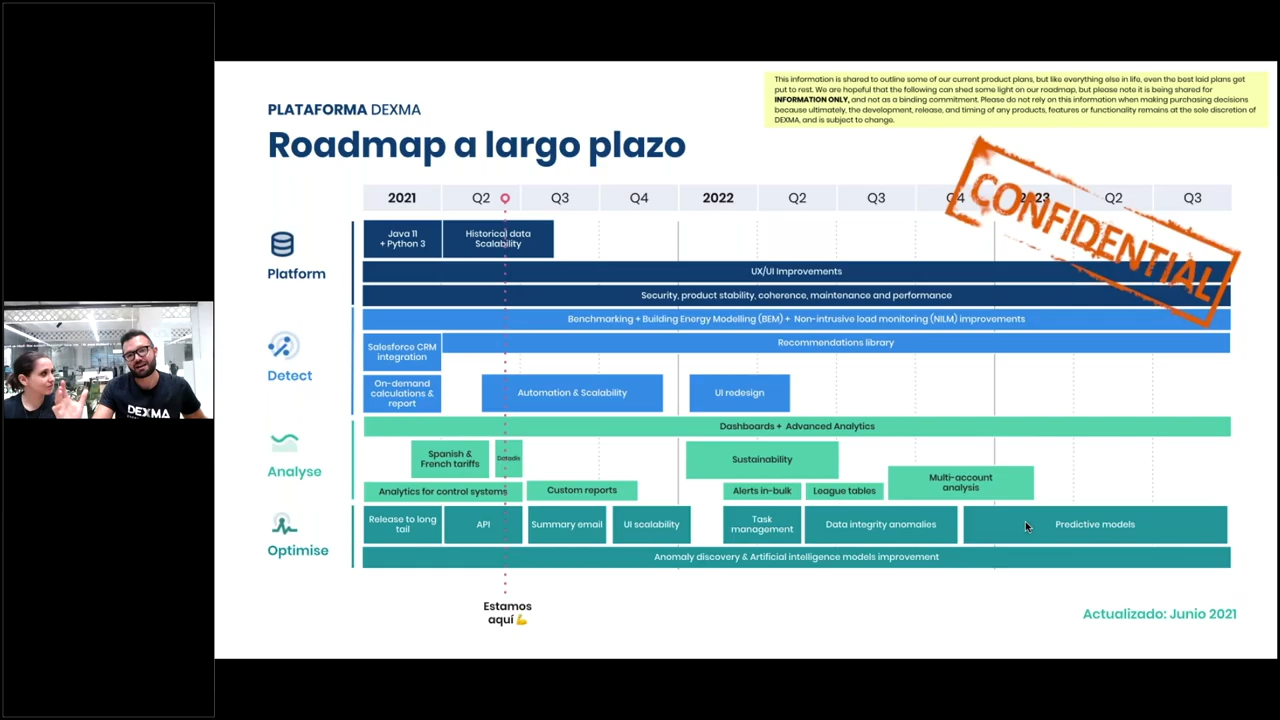 This information is shared to outline some of our current product plans, but like everything else in life, even the best laid plans get
put to rest. We are hopeful that the following can shed some light on our roadmap, but please note it is being shared for
INFORMATION ONLY, and not as a binding commitment. Please do not rely on this information when making purchasing decisions
because ultimately, the development, release, and timing of any products, features or functionality remains at the sole discretion of
DEXMA, and is subject to change.
PLATAFORMA DEXMA
Roadmap a largo plazo
CONFIDENTIAL
2021 Q2 Q3 Q4 2022 Q2 Q3 Q4 2023 Q2 Q3
Platform
Java 11
+ Python 3
Historical data
Scalability
UX/UI Improvements
Security, product stability, coherence, maintenance and performance
Detect
Benchmarking + Building Energy Modelling (BEM) + Non-intrusive load monitoring (NILM) improvements
Salesforce CRM
integration
Recommendations library
On-demand
calculations &
report
Automation & Scalability
UI redesign
Analyse
Dashboards + Advanced Analytics
Spanish &
French tariffs
Datadis
Sustainability
Multi-account
analysis
Analytics for control systems
Custom reports
Alerts in-bulk
League tables
Optimise
Release to long
tail
API
Summary email
UI scalability
Task
management
Data integrity anomalies
Predictive models
Anomaly discovery & Artificial intelligence models improvement
Estamos
aquí 💪
Actualizado: Junio 2021
DEXMA